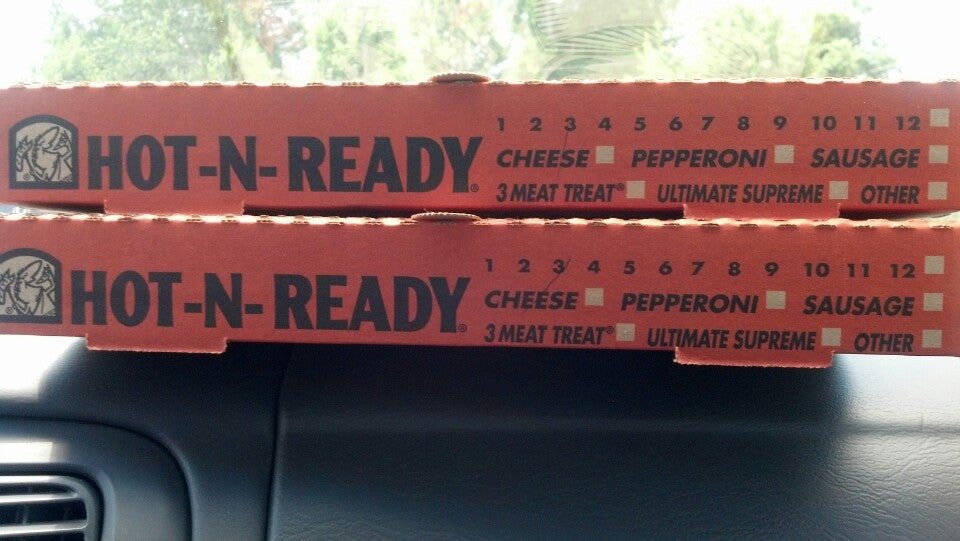 HOT-N-READY®
1 2 3 4 5 6 7 8 9 10 11 12
CHEESE PEPPERONI SAUSAGE
3 MEAT TREAT® ULTIMATE SUPREME OTHER
HOT-N-READY®
1 2 3 4 5 6 7 8 9 10 11 12
CHEESE PEPPERONI SAUSAGE
3 MEAT TREAT® ULTIMATE SUPREME OTHER